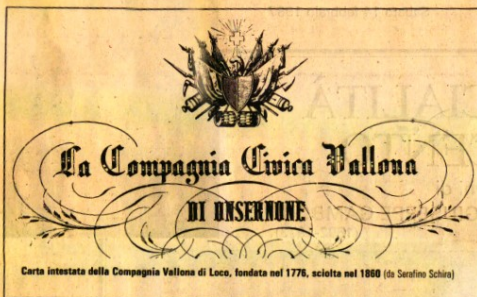 La Compagnia Civica Vallona
DI ONSERNONE
Carta intestata della Compagnia Vallona di Loco, fondata nel 1776, sciolta nel 1860 (da Serafino Schira)